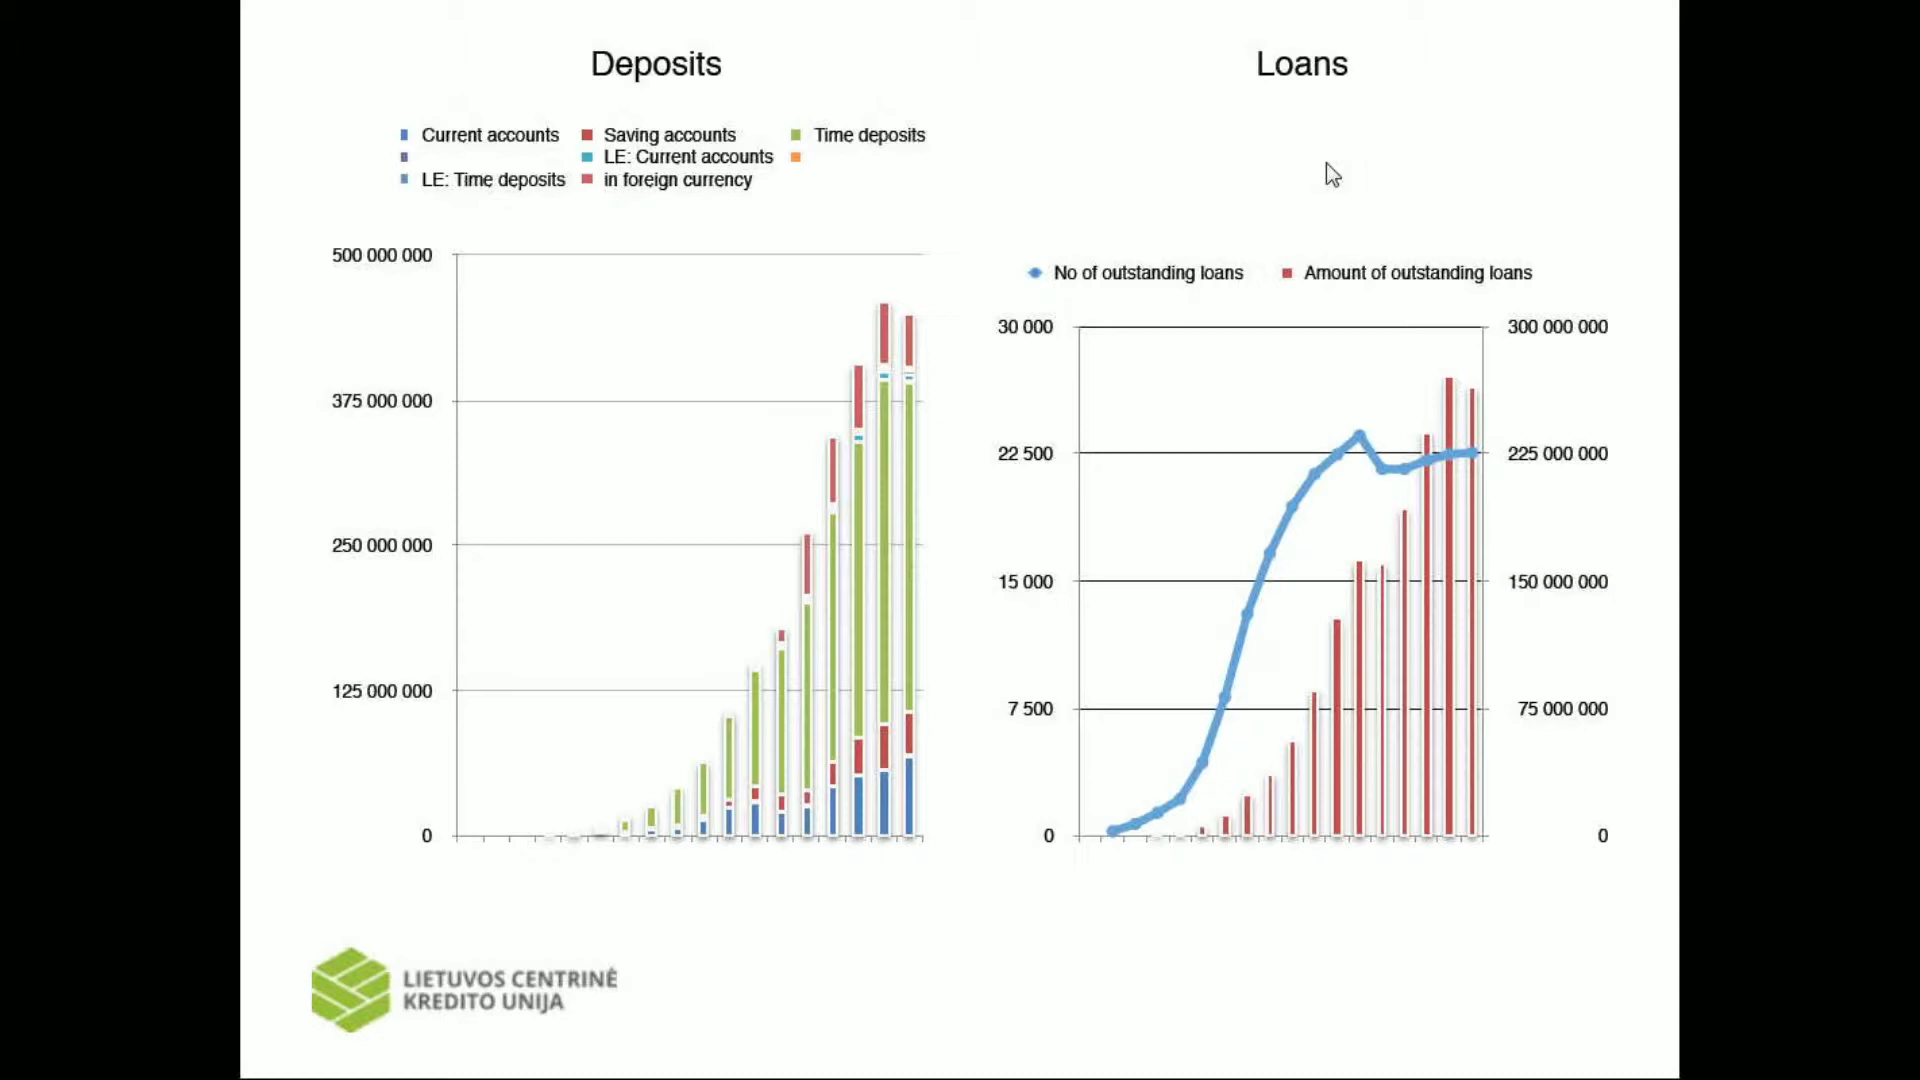 Deposits
Current accounts Saving accounts Time deposits
LE: Current accounts
LE: Time deposits in foreign currency
500 000 000
375 000 000
250 000 000
125 000 000
0
Loans
No of outstanding loans Amount of outstanding loans
30 000 300 000 000
22 500 225 000 000
15 000 150 000 000
7 500 75 000 000
0 0
LIETUVOS CENTRINĖ
KREDITO UNIJA